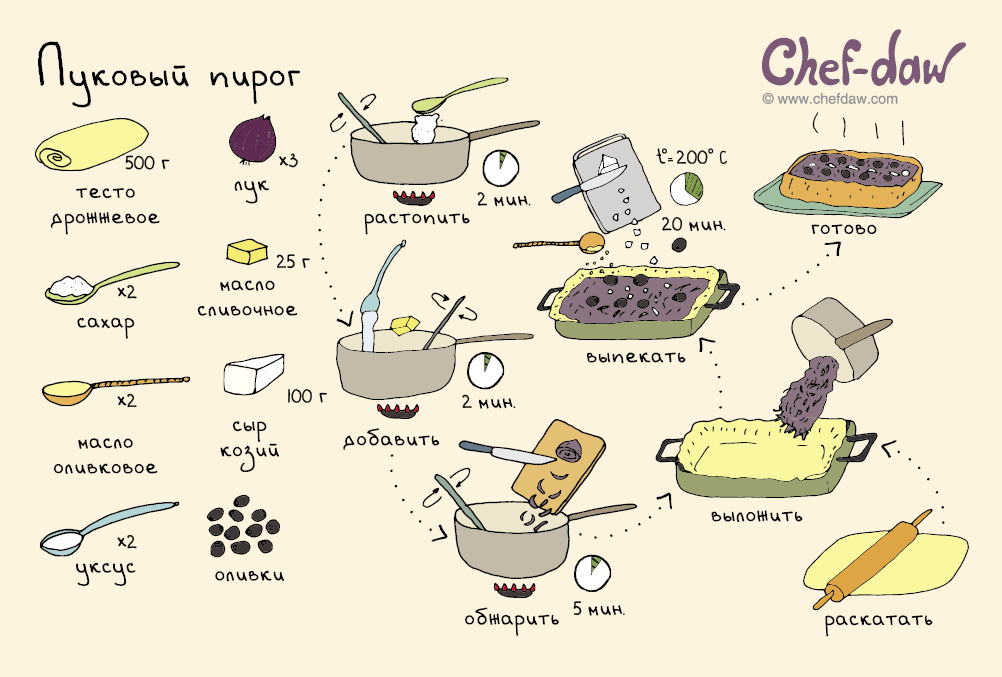 Луковый пирог
Chef-daw
© www.chefdaw.com
500 г
тесто
дрожжевое
x3
лук
x2
сахар
25 г
масло
сливочное
x2
масло
оливковое
100 г
сыр
козий
x2
уксус
оливки
2 мин.
растопить
2 мин.
добавить
5 мин.
обжарить
раскатать
выложить
t°=200° C
20 мин.
выпекать
готово